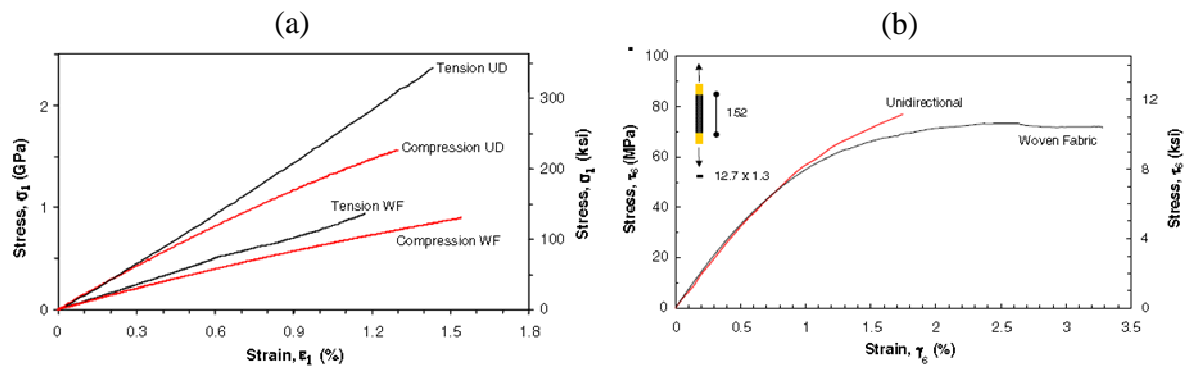 (a)
Stress, σ1 (GPa)
2
1
0
Tension UD
Compression UD
Tension WF
Compression WF
300
200
100
0
Stress, σ1 (ksi)
0 0.3 0.6 0.9 1.2 1.5 1.8
Strain, ε1 (%)
(b)
Stress, τ6 (MPa)
100
80
60
40
20
0
152
12.7 x 1.3
Unidirectional
Woven Fabric
12
8
4
0
Stress, τ6 (ksi)
0 0.5 1 1.5 2 2.5 3 3.5
Strain, γ6 (%)